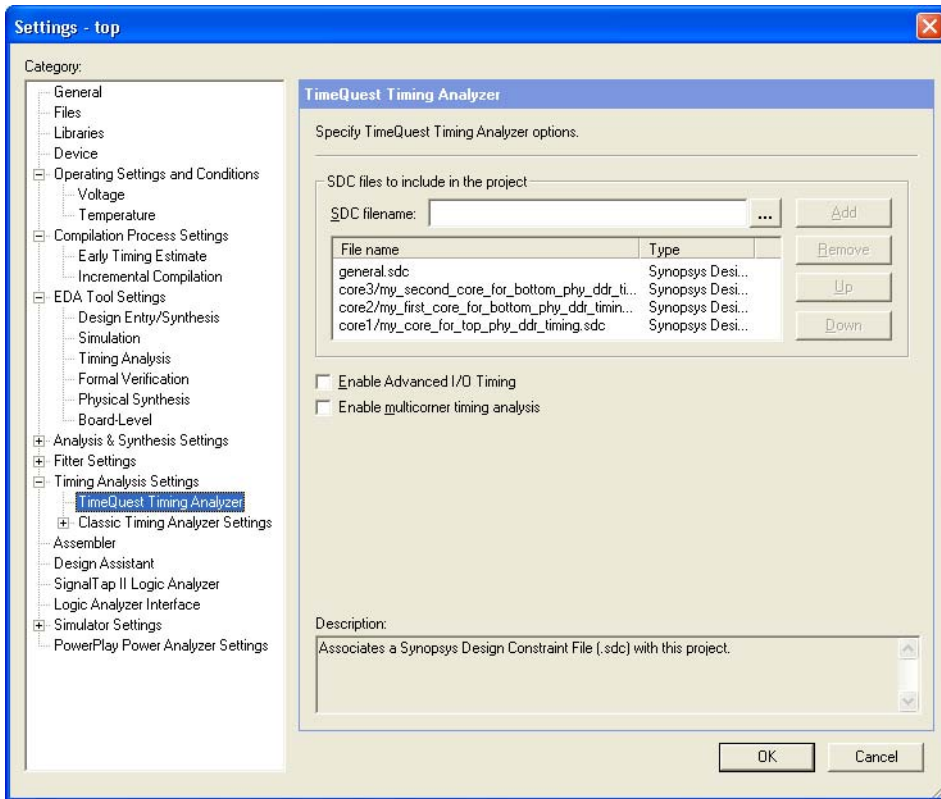 Settings - top
Category:
General
Files
Libraries
Device
Operating Settings and Conditions
Voltage
Temperature
Compilation Process Settings
Early Timing Estimate
Incremental Compilation
EDA Tool Settings
Design Entry/Synthesis
Simulation
Timing Analysis
Formal Verification
Physical Synthesis
Board-Level
Analysis & Synthesis Settings
Fitter Settings
Timing Analysis Settings
TimeQuest Timing Analyzer
Classic Timing Analyzer Settings
Assembler
Design Assistant
SignalTap II Logic Analyzer
Logic Analyzer Interface
Simulator Settings
PowerPlay Power Analyzer Settings
TimeQuest Timing Analyzer
Specify TimeQuest Timing Analyzer options.
SDC files to include in the project
SDC filename: ... Add
File name Type Remove
general.sdc Synopsys Desi...
core3/my_second_core_for_bottom_phy_ddr_ti... Synopsys Desi... Up
core2/my_first_core_for_bottom_phy_ddr_timin... Synopsys Desi...
core1/my_core_for_top_phy_ddr_timing.sdc Synopsys Desi... Down
Enable Advanced I/O Timing
Enable multicorner timing analysis
Description:
Associates a Synopsys Design Constraint File (.sdc) with this project.
OK Cancel